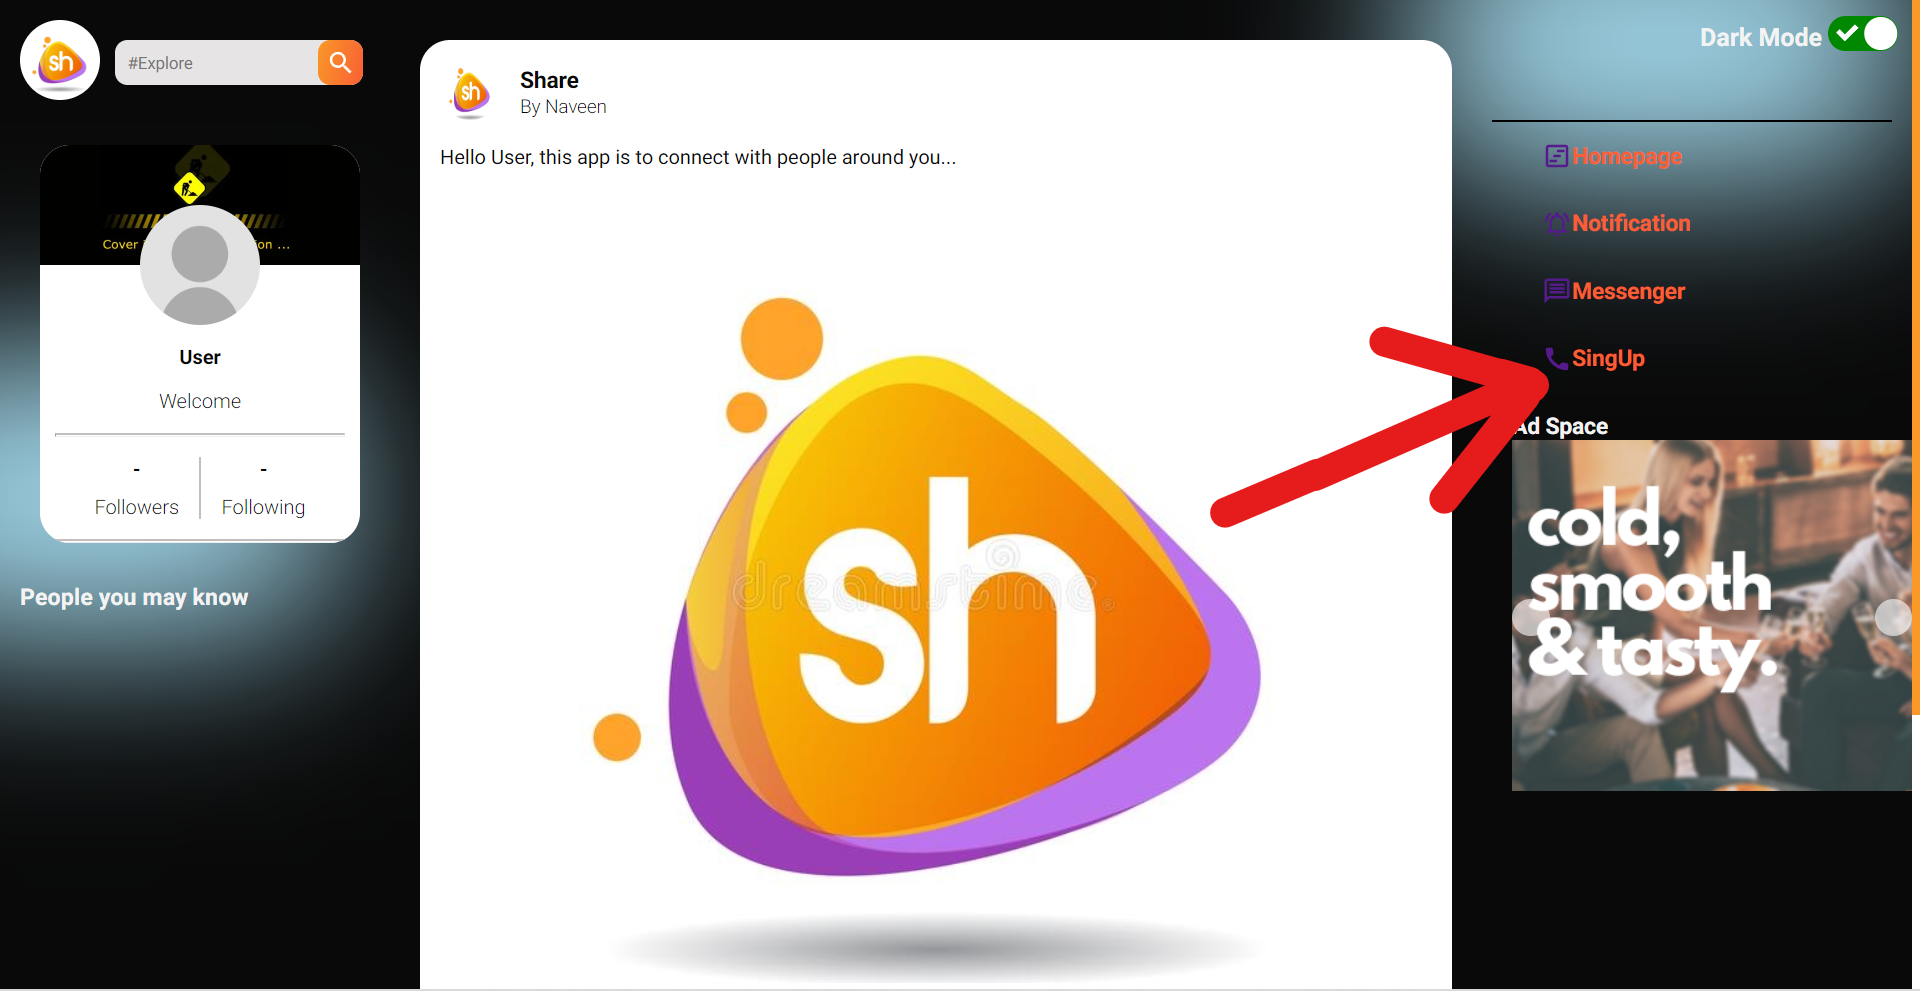 sh
#Explore
Cover
on ...
User
Welcome
-
-
Followers
Following
People you may know
sh
Share
By Naveen
Hello User, this app is to connect with people around you...
sh
dreamstime
Dark Mode
Homepage
Notification
Messenger
SingUp
Ad Space
cold,
smooth
& tasty.